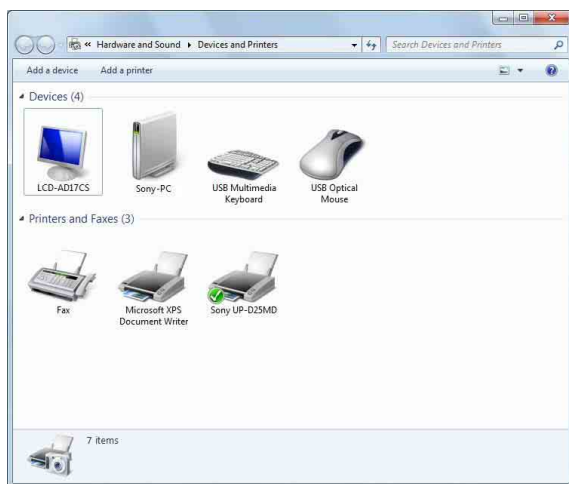 « Hardware and Sound ▸ Devices and Printers
Search Devices and Printers
Add a device Add a printer
Devices (4)
LCD-AD17CS
Sony-PC
USB Multimedia
Keyboard
USB Optical
Mouse
Printers and Faxes (3)
Fax
Microsoft XPS
Document Writer
Sony UP-D25MD
7 items